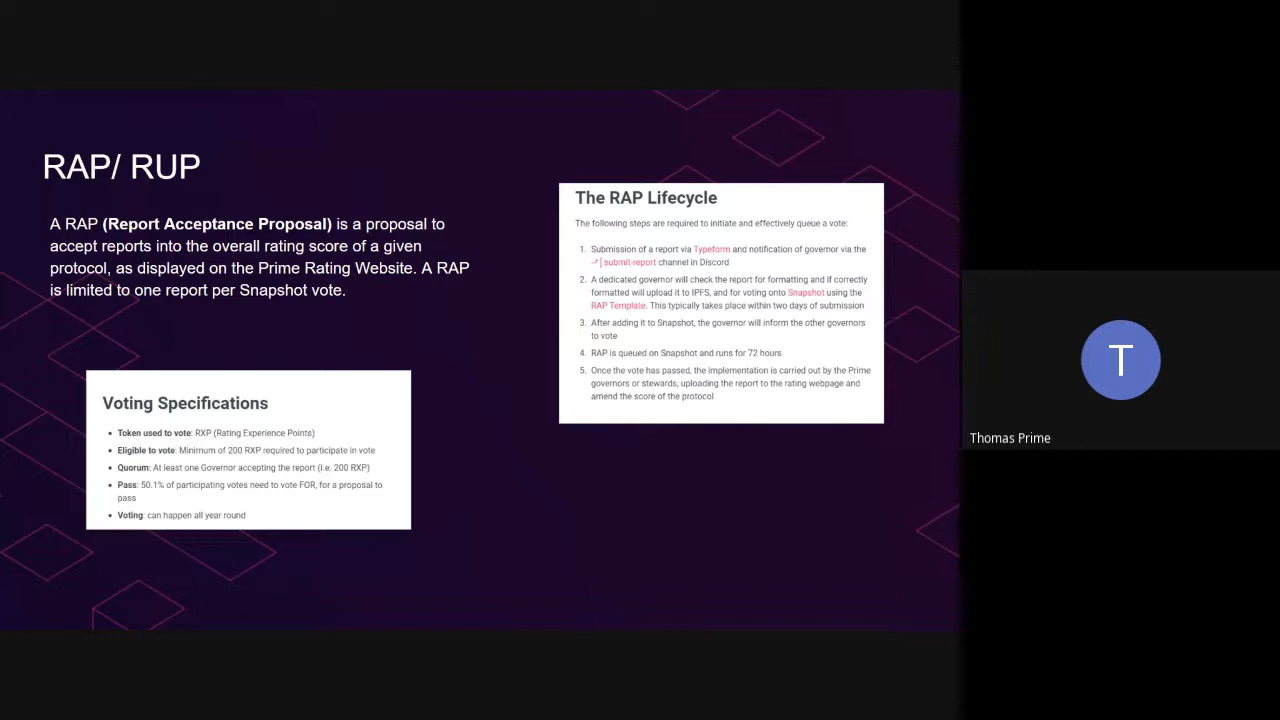 RAP/ RUP
A RAP (Report Acceptance Proposal) is a proposal to
accept reports into the overall rating score of a given
protocol, as displayed on the Prime Rating Website. A RAP
is limited to one report per Snapshot vote.
Voting Specifications
• Token used to vote: RXP (Rating Experience Points)
• Eligible to vote: Minimum of 200 RXP required to participate in vote
• Quorum: At least one Governor accepting the report (i.e. 200 RXP)
• Pass: 50.1% of participating votes need to vote FOR, for a proposal to
pass
• Voting: can happen all year round
The RAP Lifecycle
The following steps are required to initiate and effectively queue a vote:
1. Submission of a report via Typeform and notification of governor via the
| submit-report channel in Discord
2. A dedicated governor will check the report for formatting and if correctly
formatted will upload it to IPFS, and for voting onto Snapshot using the
RAP Template. This typically takes place within two days of submission
3. After adding it to Snapshot, the governor will inform the other governors
to vote
4. RAP is queued on Snapshot and runs for 72 hours
5. Once the vote has passed, the implementation is carried out by the Prime
governors or stewards, uploading the report to the rating webpage and
amend the score of the protocol
T
Thomas Prime